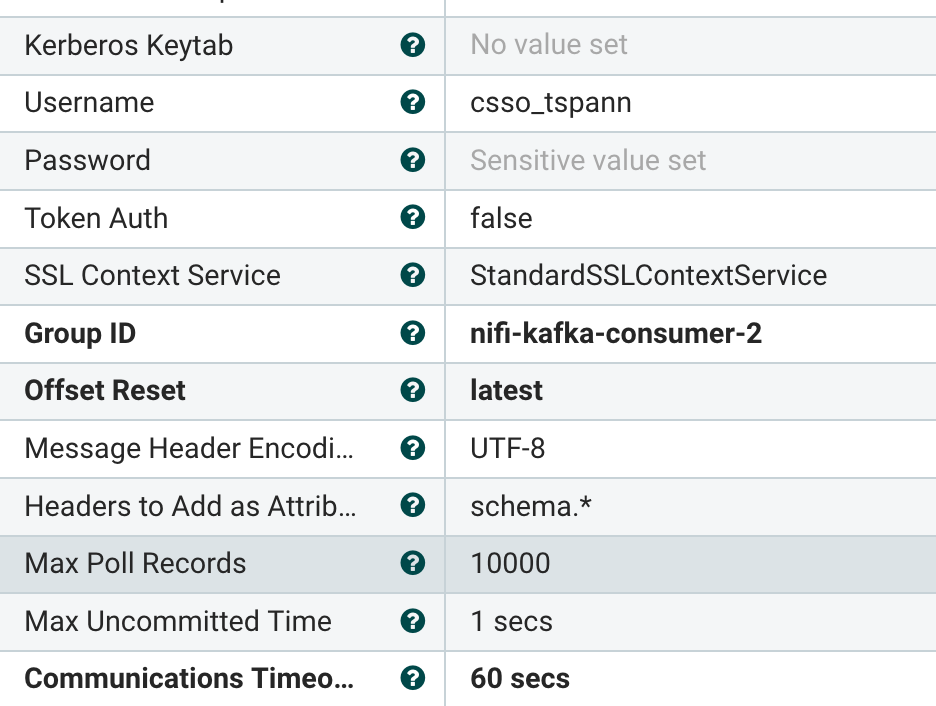 Kerberos Keytab ? No value set
Username ? csso_tspann
Password ? Sensitive value set
Token Auth ? false
SSL Context Service ? StandardSSLContextService
Group ID ? nifi-kafka-consumer-2
Offset Reset ? latest
Message Header Encodi... ? UTF-8
Headers to Add as Attrib... ? schema.*
Max Poll Records ? 10000
Max Uncommitted Time ? 1 secs
Communications Timeo... ? 60 secs